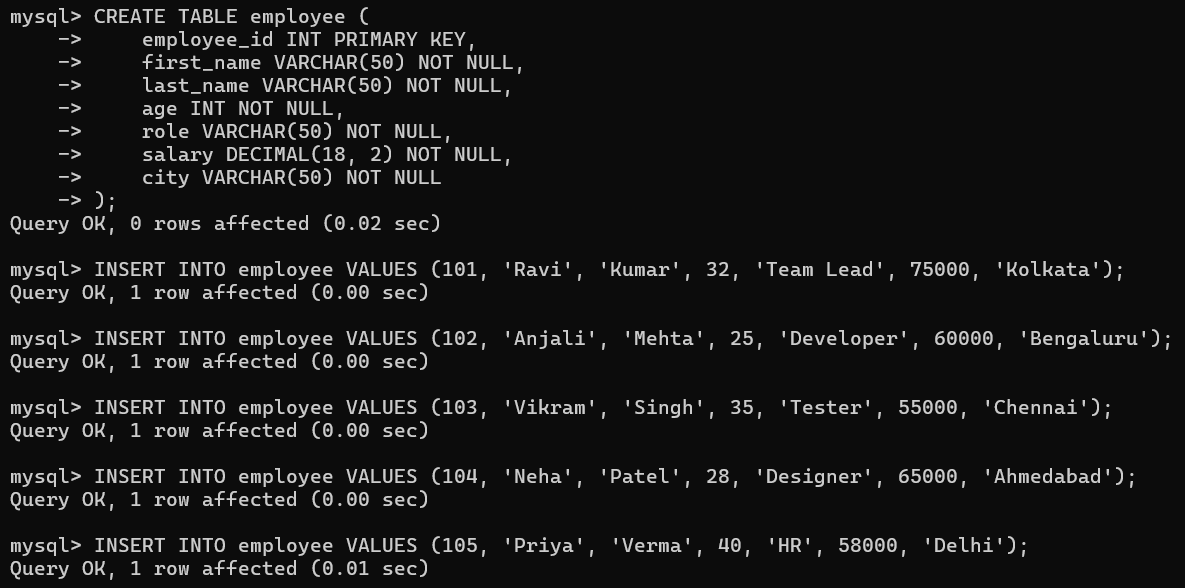 mysql> CREATE TABLE employee (
    ->     employee_id INT PRIMARY KEY,
    ->     first_name VARCHAR(50) NOT NULL,
    ->     last_name VARCHAR(50) NOT NULL,
    ->     age INT NOT NULL,
    ->     role VARCHAR(50) NOT NULL,
    ->     salary DECIMAL(18, 2) NOT NULL,
    ->     city VARCHAR(50) NOT NULL
    -> );
Query OK, 0 rows affected (0.02 sec)

mysql> INSERT INTO employee VALUES (101, 'Ravi', 'Kumar', 32, 'Team Lead', 75000, 'Kolkata');
Query OK, 1 row affected (0.00 sec)

mysql> INSERT INTO employee VALUES (102, 'Anjali', 'Mehta', 25, 'Developer', 60000, 'Bengaluru');
Query OK, 1 row affected (0.00 sec)

mysql> INSERT INTO employee VALUES (103, 'Vikram', 'Singh', 35, 'Tester', 55000, 'Chennai');
Query OK, 1 row affected (0.00 sec)

mysql> INSERT INTO employee VALUES (104, 'Neha', 'Patel', 28, 'Designer', 65000, 'Ahmedabad');
Query OK, 1 row affected (0.00 sec)

mysql> INSERT INTO employee VALUES (105, 'Priya', 'Verma', 40, 'HR', 58000, 'Delhi');
Query OK, 1 row affected (0.01 sec)